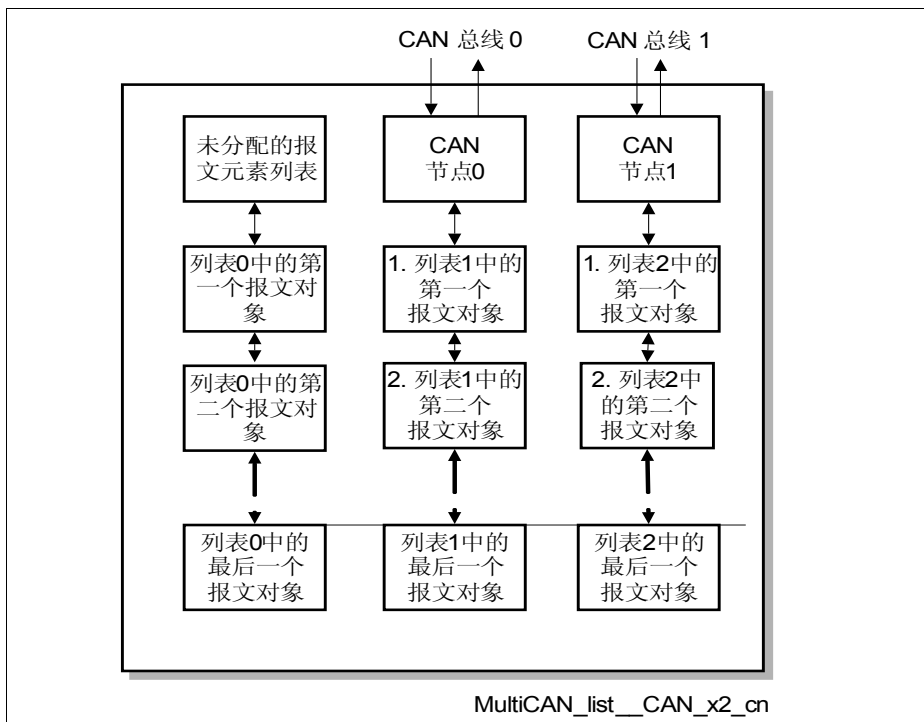 CAN 总线 0
CAN 总线 1
未分配的报
文元素列表
CAN
节点0
CAN
节点1
列表0中的第
一个报文对
象
1. 列表1中的
第一个
报文对象
1. 列表2中的
第一个
报文对象
列表0中的第
二个报文对
象
2. 列表1中的
第二个
报文对象
2. 列表2中
的第二个
报文对象
列表0中的
最后一个
报文对象
列表1中的
最后一个
报文对象
列表2中的
最后一个
报文对象
MultiCAN_list__CAN_x2_cn